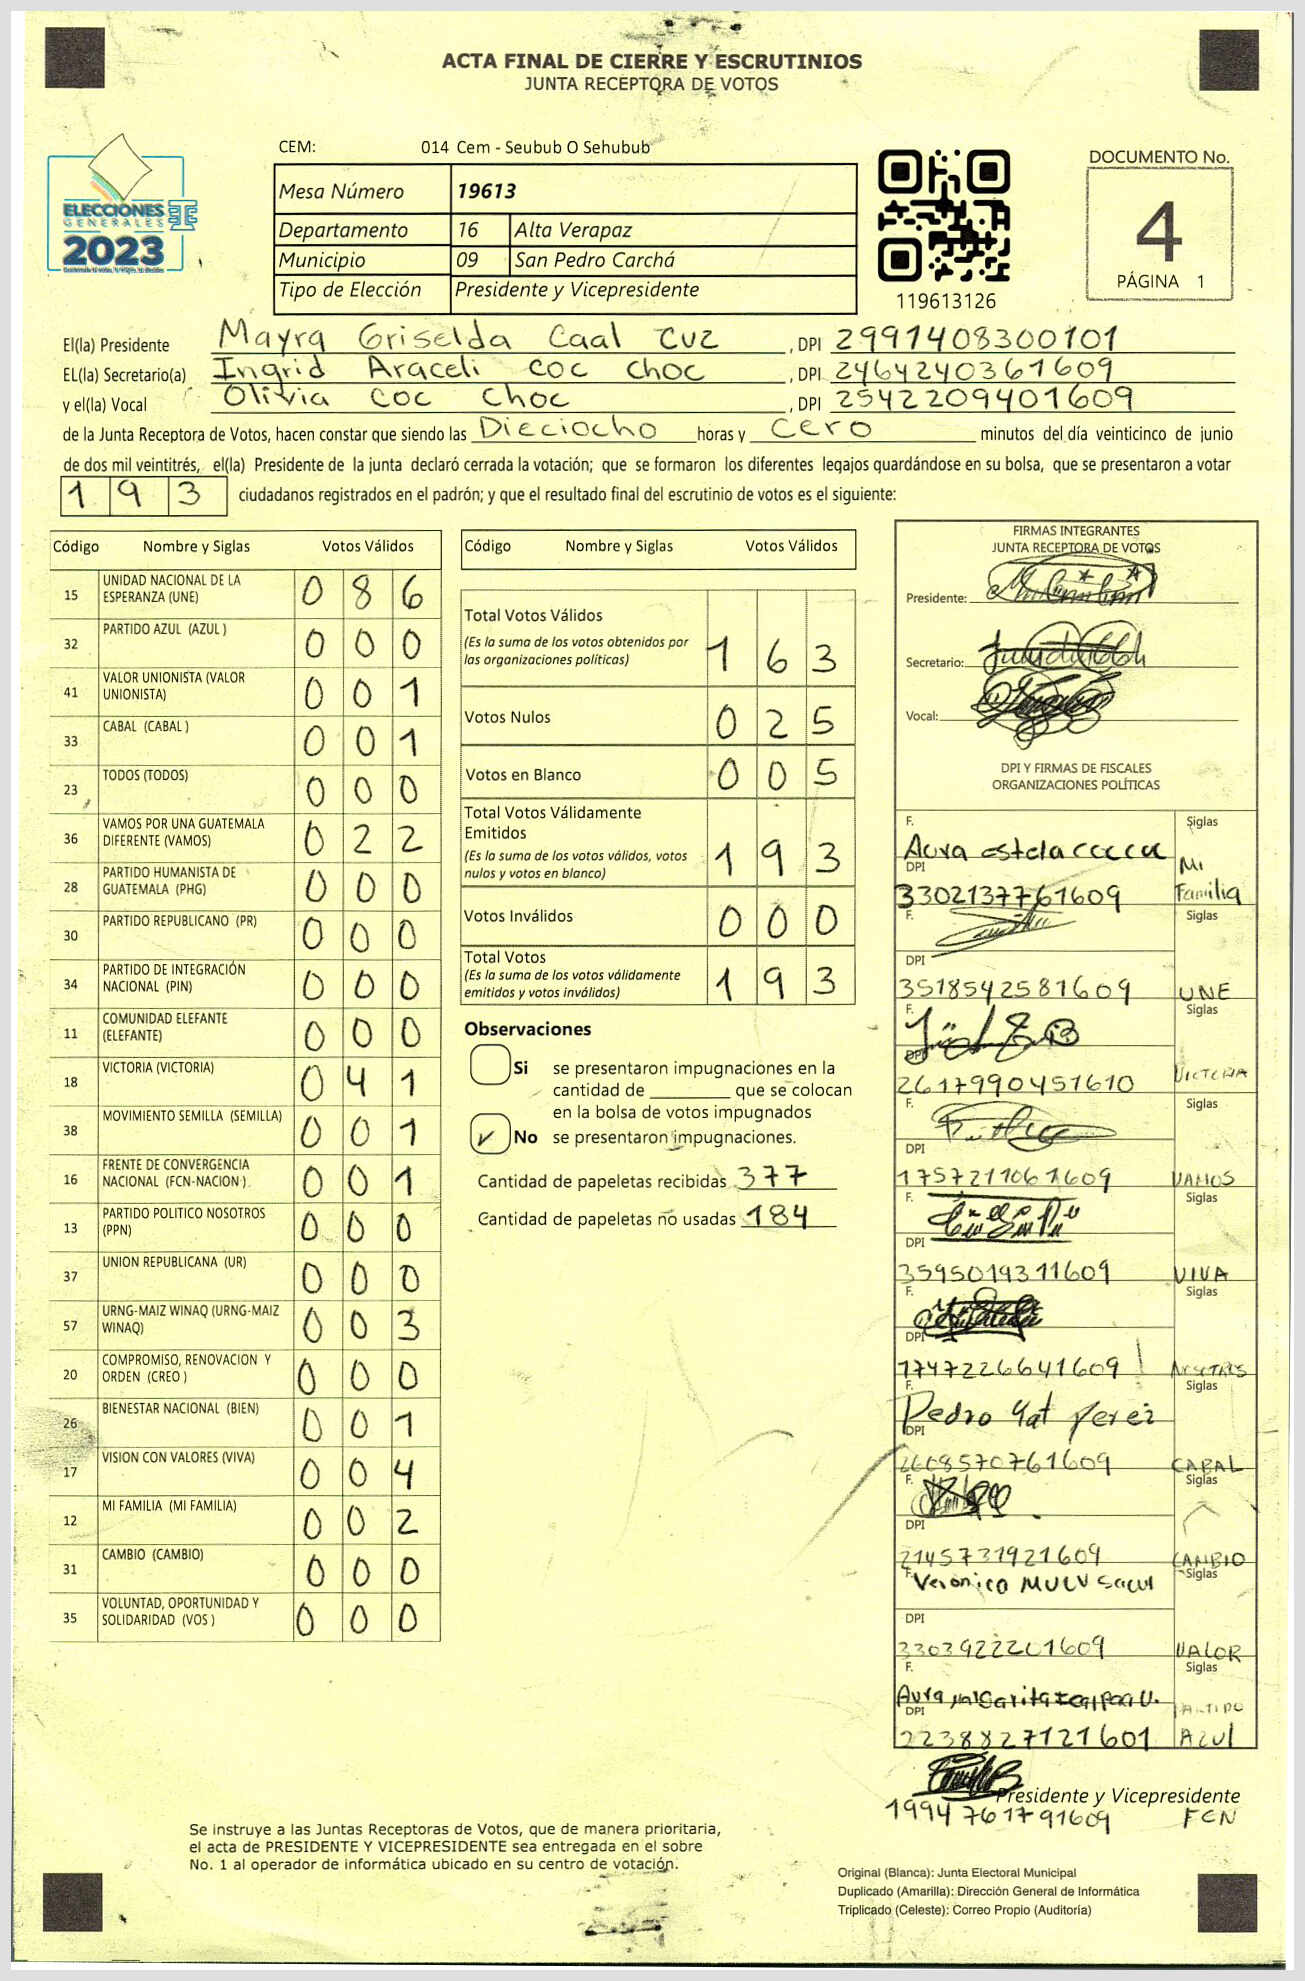 ACTA FINAL DE CIERRE Y ESCRUTINIOS
JUNTA RECEPTORA DE VOTOS
ELECCIONES
GENERALES
2023
CEM: 014 Cem - Seubub O Sehubub
Mesa Número 19613
Departamento 16 Alta Verapaz
Municipio 09 San Pedro Carchá
Tipo de Elección Presidente y Vicepresidente
119613126
DOCUMENTO No.
4
PÁGINA 1
El(la) Presidente Mayra Griselda Caal Cuz , DPI 2991408300101
EL(la) Secretario(a) Ingrid Araceli Coc Choc , DPI 2464240361609
y el(la) Vocal Olivia Coc Choc , DPI 2542209401609
de la Junta Receptora de Votos, hacen constar que siendo las Dieciocho horas y Cero minutos del día veinticinco de junio
de dos mil veintitrés, el(la) Presidente de la junta declaró cerrada la votación; que se formaron los diferentes legajos guardándose en su bolsa, que se presentaron a votar
193 ciudadanos registrados en el padrón; y que el resultado final del escrutinio de votos es el siguiente:
Código Nombre y Siglas Votos Válidos
15 UNIDAD NACIONAL DE LA ESPERANZA (UNE) 0 8 6
32 PARTIDO AZUL (AZUL ) 0 0 0
41 VALOR UNIONISTA (VALOR UNIONISTA) 0 0 1
33 CABAL (CABAL ) 0 0 1
23 TODOS (TODOS) 0 0 0
36 VAMOS POR UNA GUATEMALA DIFERENTE (VAMOS) 0 2 2
28 PARTIDO HUMANISTA DE GUATEMALA (PHG) 0 0 0
30 PARTIDO REPUBLICANO (PR) 0 0 0
34 PARTIDO DE INTEGRACIÓN NACIONAL (PIN) 0 0 0
11 COMUNIDAD ELEFANTE (ELEFANTE) 0 0 0
18 VICTORIA (VICTORIA) 0 4 1
38 MOVIMIENTO SEMILLA (SEMILLA) 0 0 1
16 FRENTE DE CONVERGENCIA NACIONAL (FCN-NACION ) 0 0 1
13 PARTIDO POLITICO NOSOTROS (PPN) 0 0 0
37 UNION REPUBLICANA (UR) 0 0 0
57 URNG-MAIZ WINAQ (URNG-MAIZ WINAQ) 0 0 3
20 COMPROMISO, RENOVACION Y ORDEN (CREO ) 0 0 0
26 BIENESTAR NACIONAL (BIEN) 0 0 1
17 VISION CON VALORES (VIVA) 0 0 4
12 MI FAMILIA (MI FAMILIA) 0 0 2
31 CAMBIO (CAMBIO) 0 0 0
35 VOLUNTAD, OPORTUNIDAD Y SOLIDARIDAD (VOS ) 0 0 0
Código Nombre y Siglas Votos Válidos
Total Votos Válidos
(Es la suma de los votos obtenidos por
las organizaciones políticas) 1 6 3
Votos Nulos 0 2 5
Votos en Blanco 0 0 5
Total Votos Válidamente
Emitidos
(Es la suma de los votos válidos, votos
nulos y votos en blanco) 1 9 3
Votos Inválidos 0 0 0
Total Votos
(Es la suma de los votos válidamente
emitidos y votos inválidos) 1 9 3
Observaciones
Si se presentaron impugnaciones en la
cantidad de ________ que se colocan
en la bolsa de votos impugnados
No se presentaron impugnaciones.
Cantidad de papeletas recibidas 377
Cantidad de papeletas no usadas 184
FIRMAS INTEGRANTES
JUNTA RECEPTORA DE VOTOS
Presidente:
Secretario:
Vocal:
DPI Y FIRMAS DE FISCALES
ORGANIZACIONES POLÍTICAS
F. Siglas
Aura estela
DPI Mi
3302137761609 Familia
F. Siglas
DPI
3518542581609 UNE
F. Siglas
DPI
2617990451610 VICTORIA
F. Siglas
DPI
1757211061609 VAMOS
F. Siglas
DPI
3595019311609 VIVA
F. Siglas
DPI
1747226641609 NOSOTROS
F. Siglas
Pedro Yat Perez
DPI
2608570761609 CABAL
F. Siglas
DPI
2145731921609 CAMBIO
F. Siglas
Veronica MUCU Sacul
DPI
3303922201609 VALOR
F. Siglas
Aura
DPI PARTIDO
2238827121601 AZUL
Presidente y Vicepresidente
1994761791609 FCN
Se instruye a las Juntas Receptoras de Votos, que de manera prioritaria,
el acta de PRESIDENTE Y VICEPRESIDENTE sea entregada en el sobre
No. 1 al operador de informática ubicado en su centro de votación.
Original (Blanca): Junta Electoral Municipal
Duplicado (Amarilla): Dirección General de Informática
Triplicado (Celeste): Correo Propio (Auditoría)